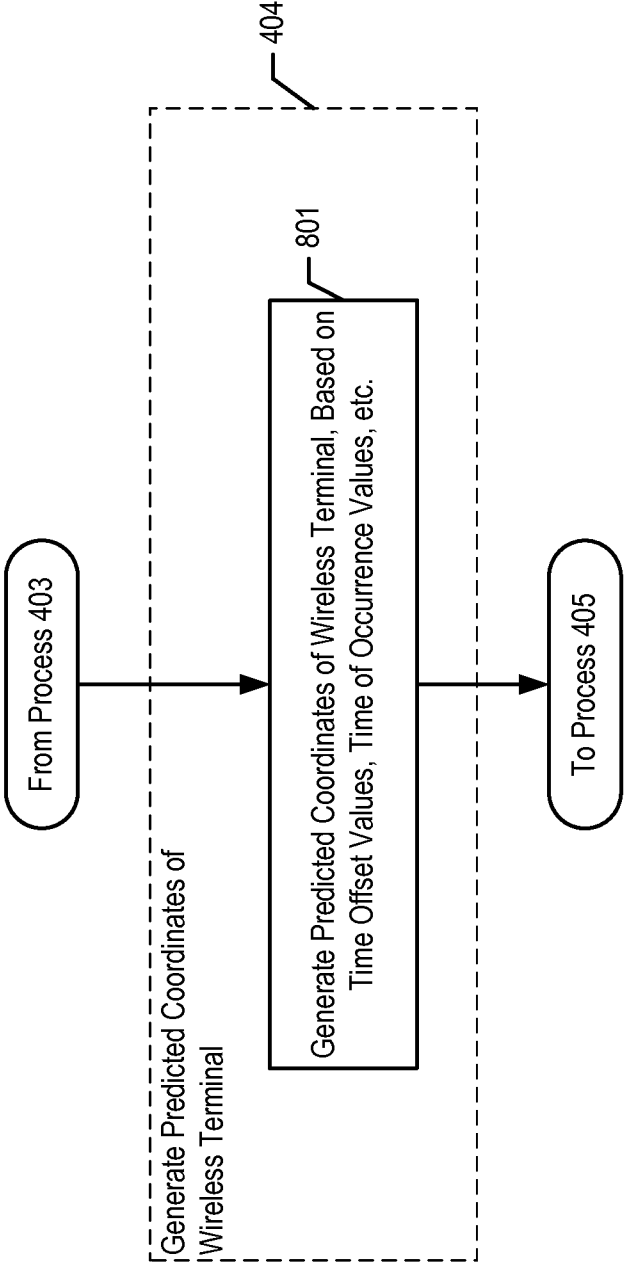 From Process 403
Generate Predicted Coordinates of
Wireless Terminal
404
801
Generate Predicted Coordinates of Wireless Terminal, Based on
Time Offset Values, Time of Occurrence Values, etc.
To Process 405